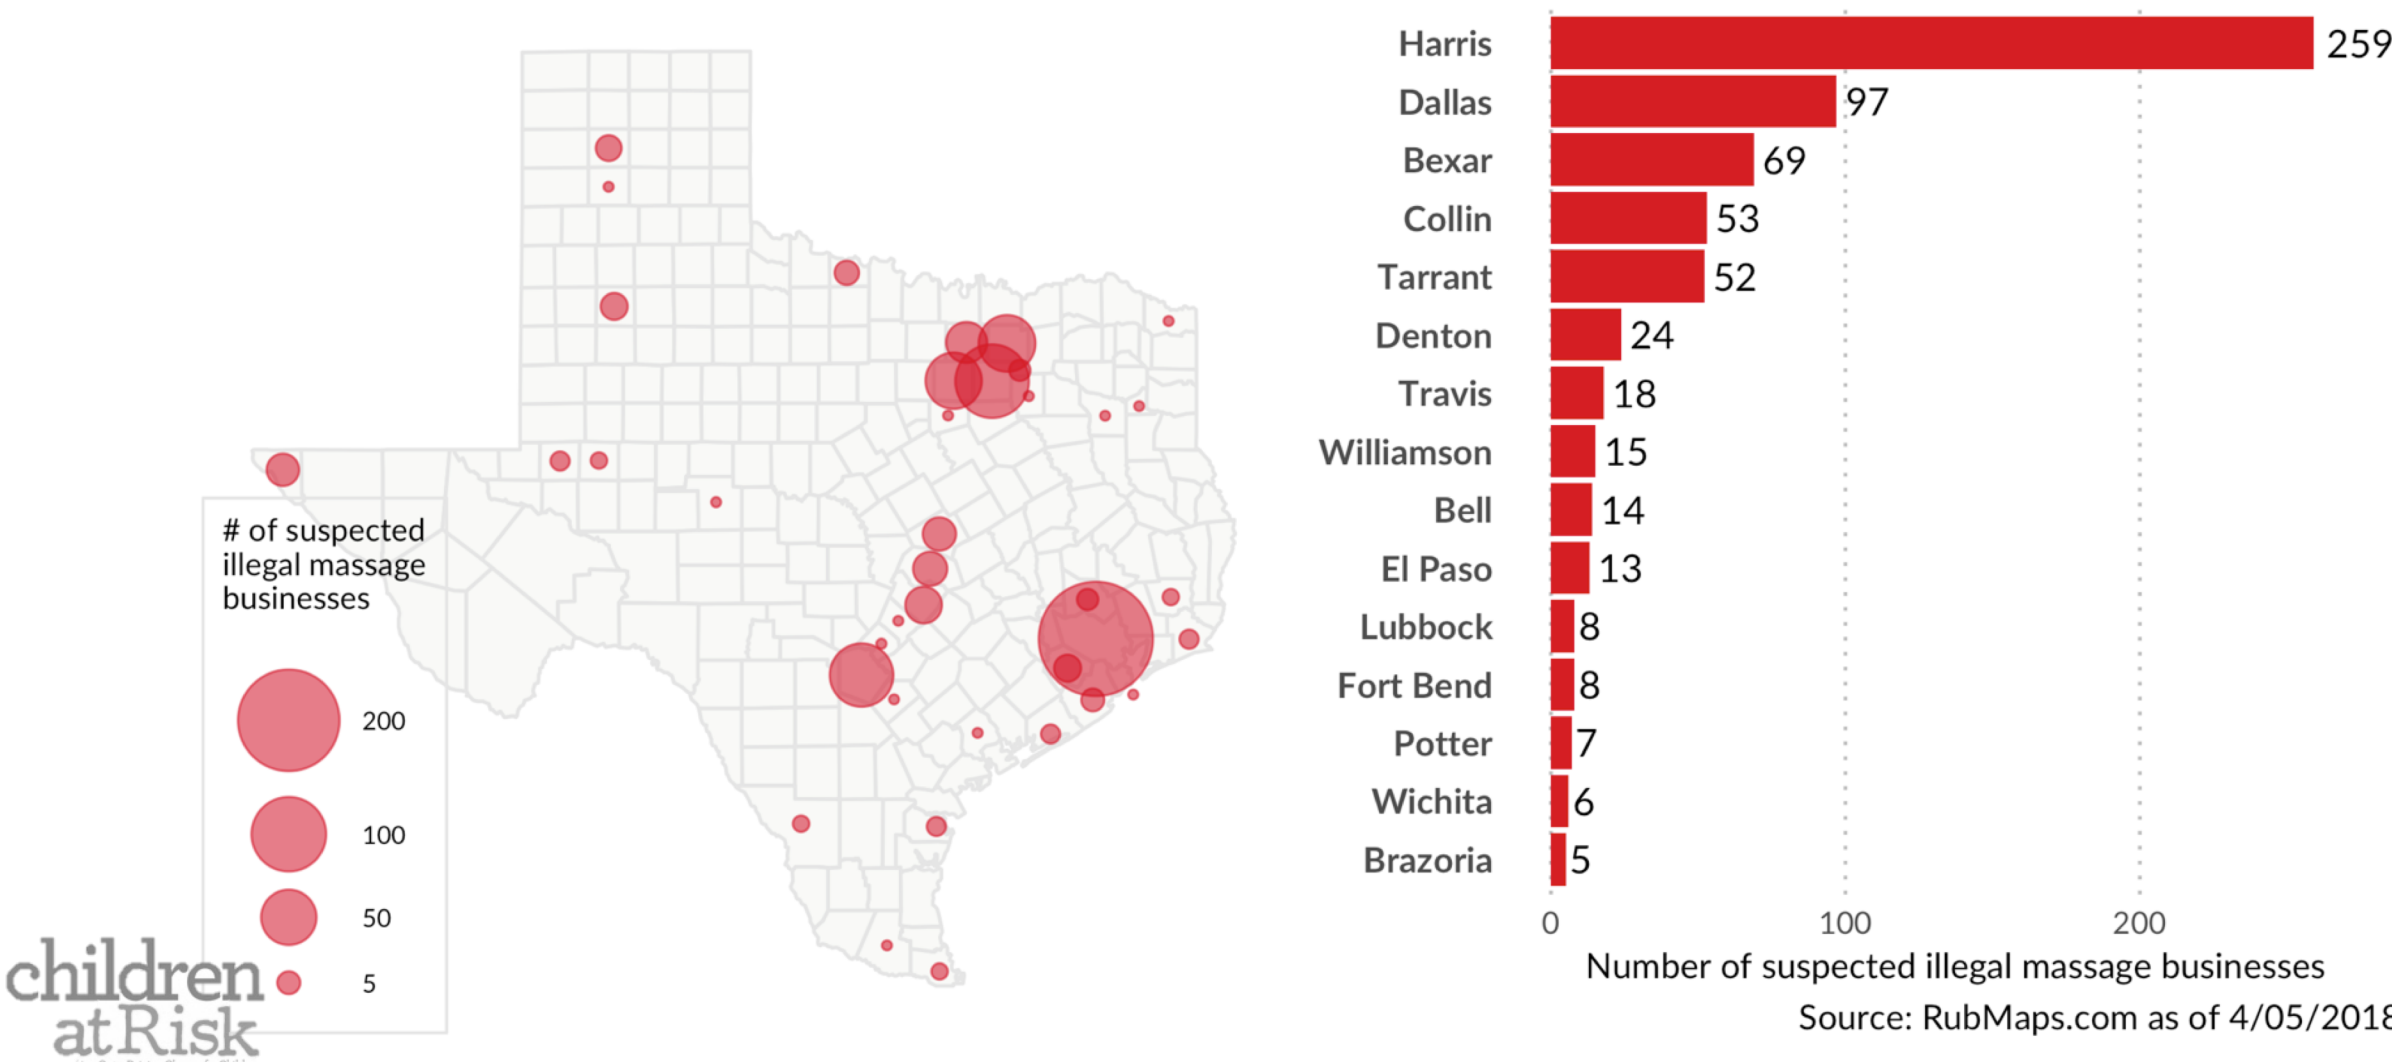 # of suspected
illegal massage
businesses
200
100
50
5
children
at Risk
Harris 259
Dallas 97
Bexar 69
Collin 53
Tarrant 52
Denton 24
Travis 18
Williamson 15
Bell 14
El Paso 13
Lubbock 8
Fort Bend 8
Potter 7
Wichita 6
Brazoria 5
0 100 200
Number of suspected illegal massage businesses
Source: RubMaps.com as of 4/05/2018